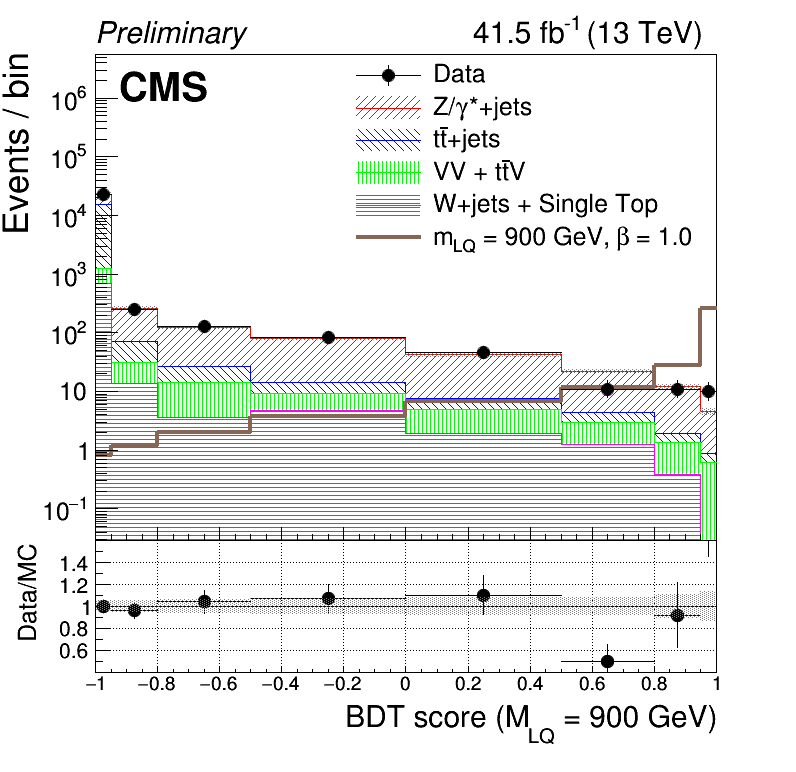 Preliminary 41.5 fb⁻¹ (13 TeV)
CMS
Events / bin
10⁶
10⁵
10⁴
10³
10²
10
1
10⁻¹
Data
Z/γ*+jets
tt̄+jets
VV + tt̄V
W+jets + Single Top
m_LQ = 900 GeV, β = 1.0
Data/MC
1.4
1.2
1
0.8
0.6
−1 −0.8 −0.6 −0.4 −0.2 0 0.2 0.4 0.6 0.8 1
BDT score (M_LQ = 900 GeV)